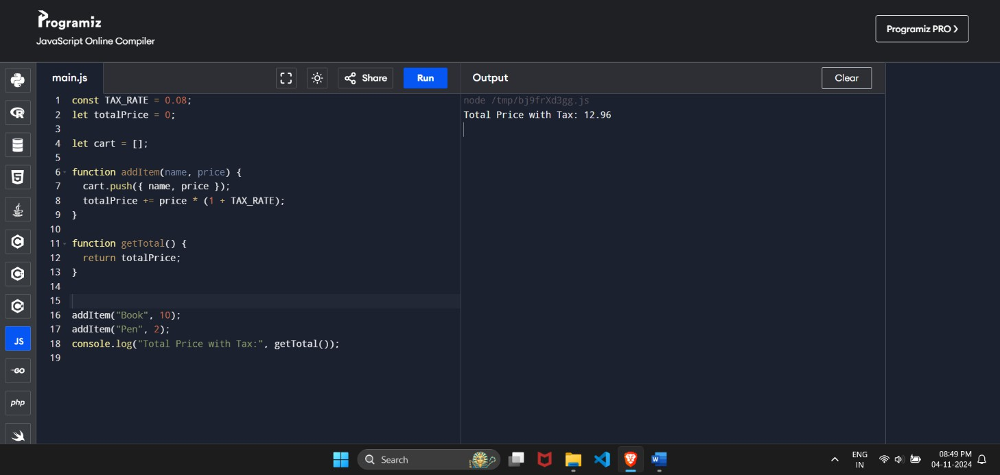 Programiz
JavaScript Online Compiler
Programiz PRO ❯
main.js
Share
Run
Output
Clear
1 const TAX_RATE = 0.08;
2 let totalPrice = 0;
3
4 let cart = [];
5
6 function addItem(name, price) {
7   cart.push({ name, price });
8   totalPrice += price * (1 + TAX_RATE);
9 }
10
11 function getTotal() {
12   return totalPrice;
13 }
14
15
16 addItem("Book", 10);
17 addItem("Pen", 2);
18 console.log("Total Price with Tax:", getTotal());
19
node /tmp/bj9frXd3gg.js
Total Price with Tax: 12.96
R
5
C
C
C
JS
GO
php
Search
W
ENG
IN
08:49 PM
04-11-2024